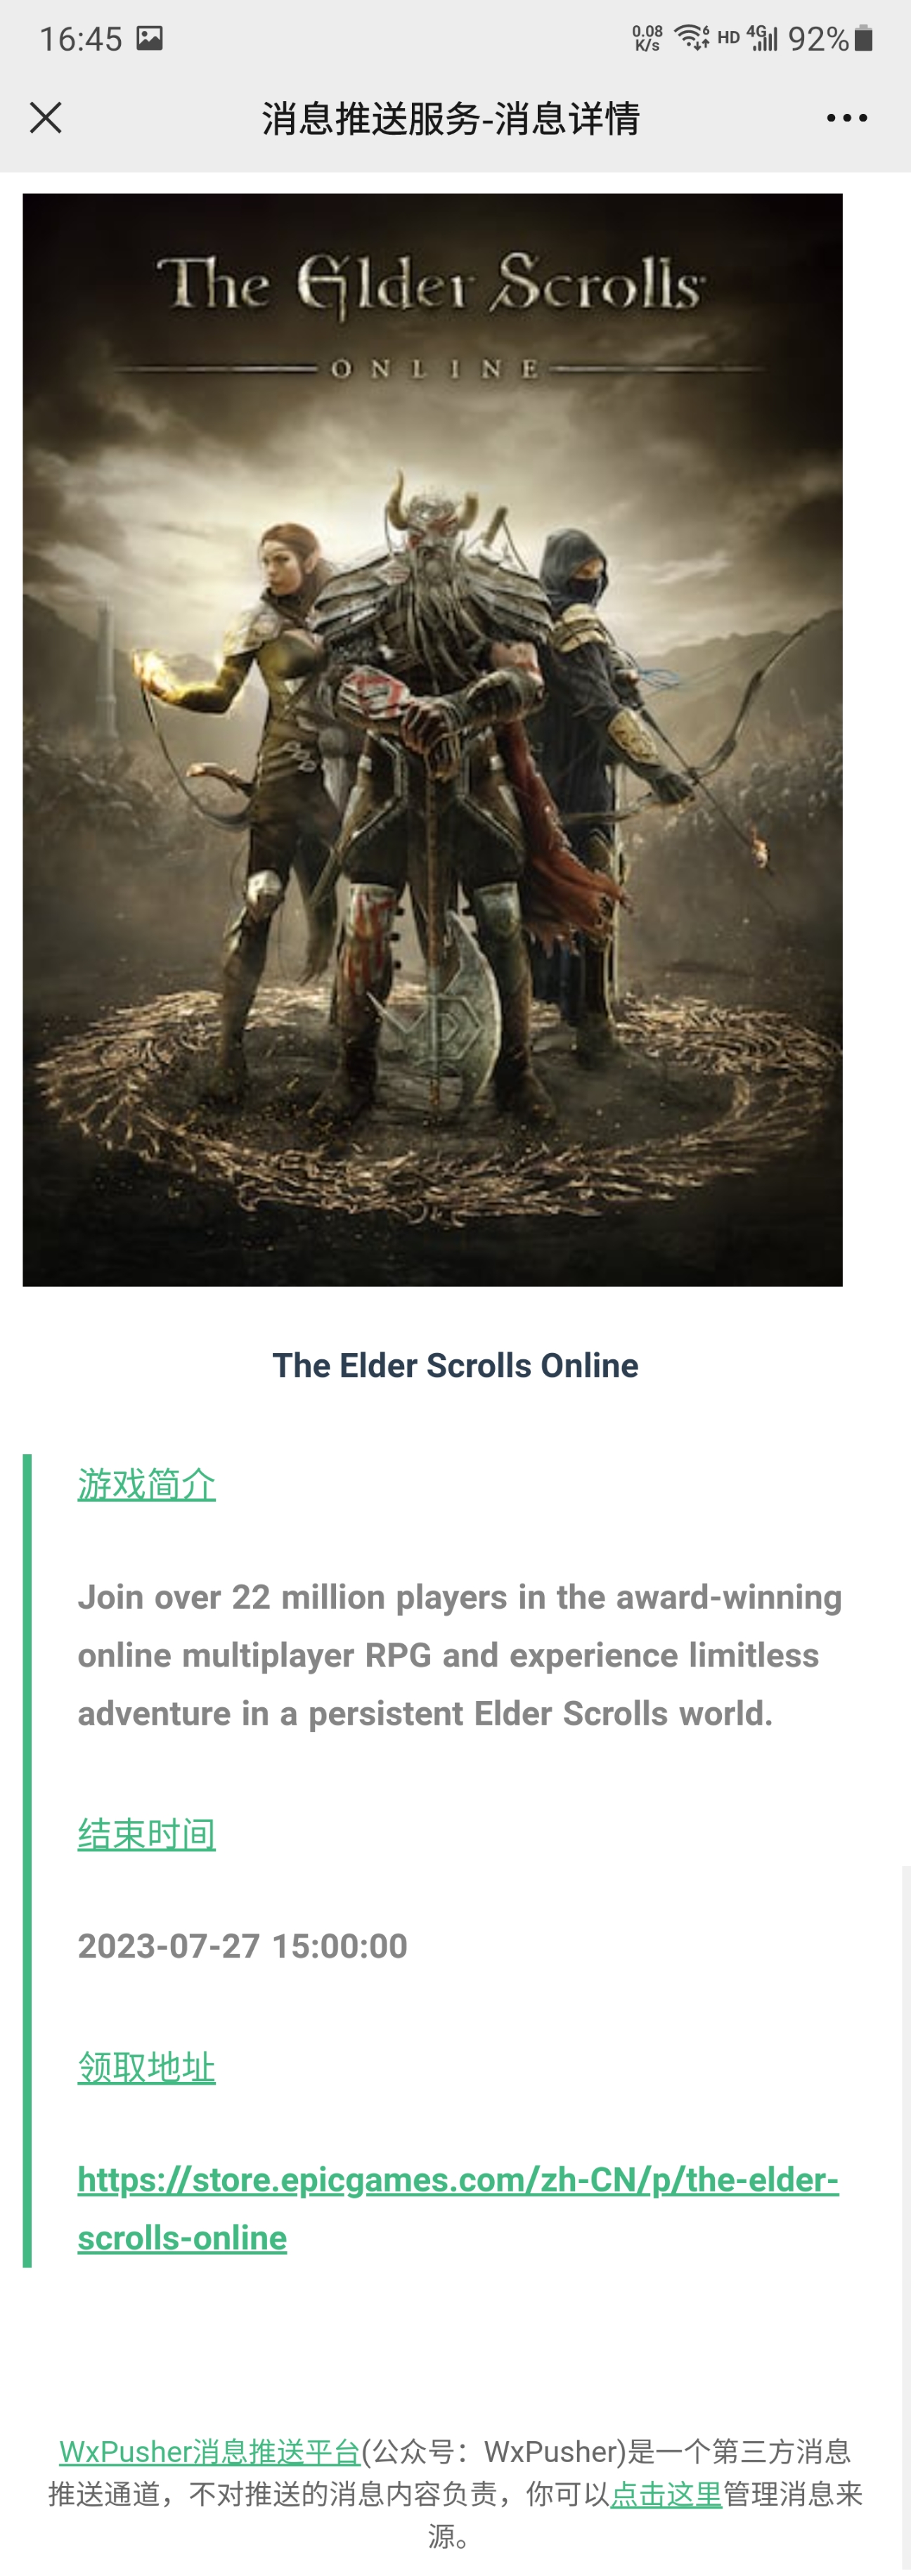 16:45
0.08
K/s
6
HD
4G
92%
消息推送服务-消息详情
The Elder Scrolls
ONLINE
The Elder Scrolls Online
游戏简介
Join over 22 million players in the award-winning
online multiplayer RPG and experience limitless
adventure in a persistent Elder Scrolls world.
结束时间
2023-07-27 15:00:00
领取地址
https://store.epicgames.com/zh-CN/p/the-elder-
scrolls-online
WxPusher消息推送平台(公众号：WxPusher)是一个第三方消息
推送通道，不对推送的消息内容负责，你可以点击这里管理消息来
源。